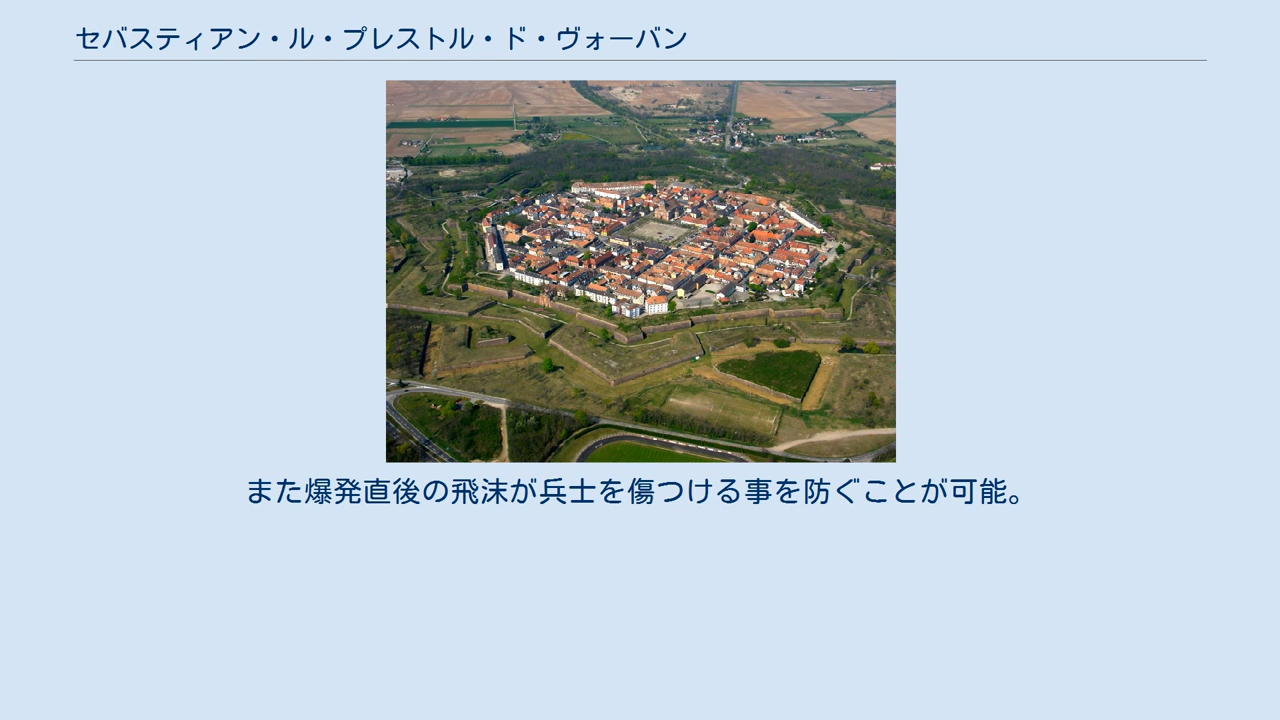 セバスティアン・ル・プレストル・ド・ヴォーバン
また爆発直後の飛沫が兵士を傷つける事を防ぐことが可能。